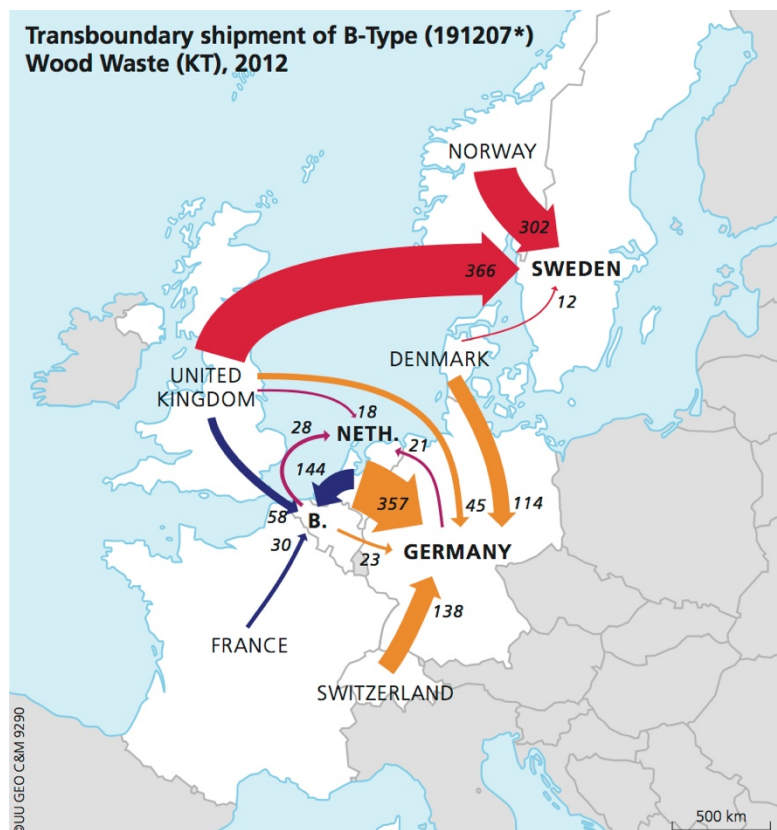 Transboundary shipment of B-Type (191207*)
Wood Waste (KT), 2012
NORWAY
302
366
SWEDEN
12
DENMARK
UNITED
KINGDOM
18
28
NETH.
21
144
357
45
114
58
B.
30
23
GERMANY
138
FRANCE
SWITZERLAND
©UU GEO C&M 9290
500 km